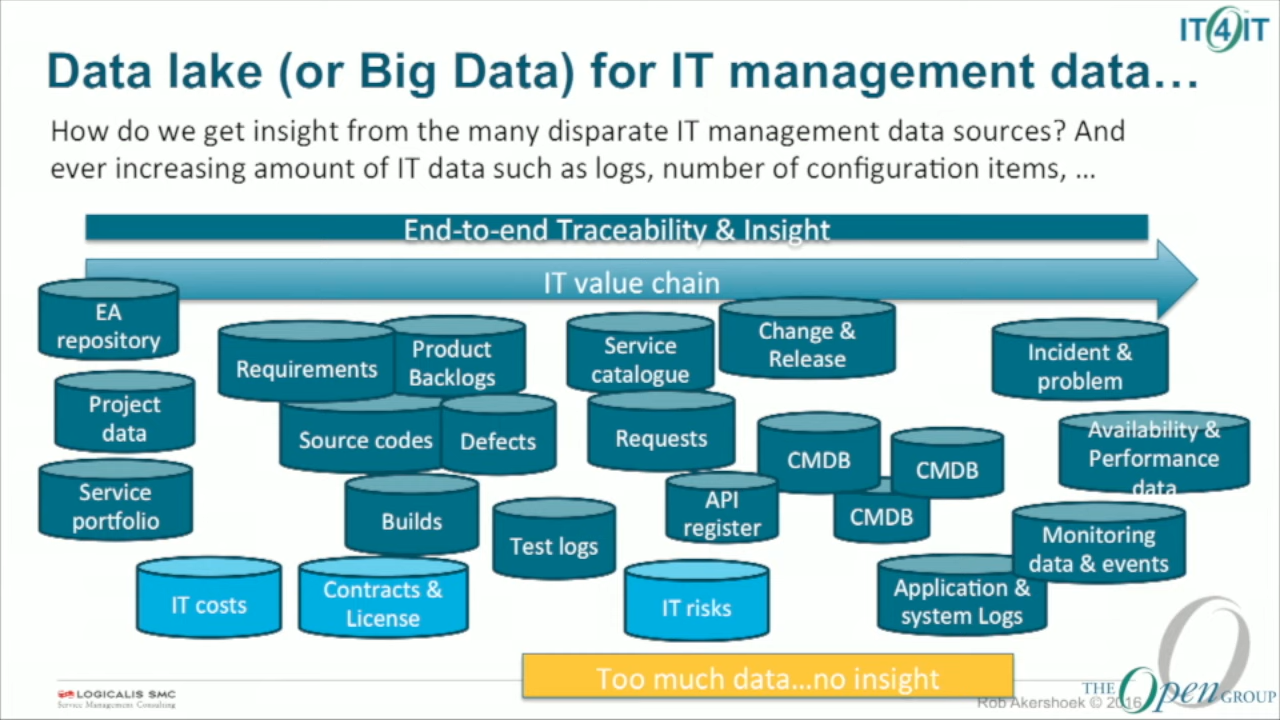 IT4IT
Data lake (or Big Data) for IT management data...
How do we get insight from the many disparate IT management data sources? And
ever increasing amount of IT data such as logs, number of configuration items, ...
End-to-end Traceability & Insight
IT value chain
EA
repository
Project
data
Service
portfolio
Requirements
Product
Backlogs
Source codes
Defects
Builds
Test logs
IT costs
Contracts &
License
Service
catalogue
Requests
API
register
IT risks
Change &
Release
CMDB
CMDB
CMDB
Incident &
problem
Availability &
Performance
data
Monitoring
data & events
Application &
system Logs
Too much data...no insight
LOGICALIS SMC
Service Management Consulting
Rob Akershoek © 2016
THE Open GROUP